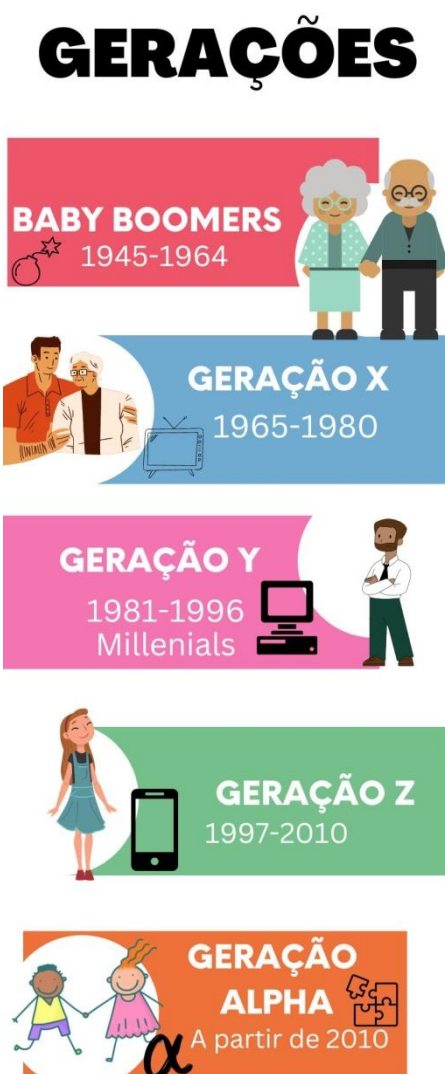 GERAÇÕES
BABY BOOMERS
1945-1964
GERAÇÃO X
1965-1980
GERAÇÃO Y
1981-1996
Millenials
GERAÇÃO Z
1997-2010
GERAÇÃO
ALPHA
A partir de 2010
α